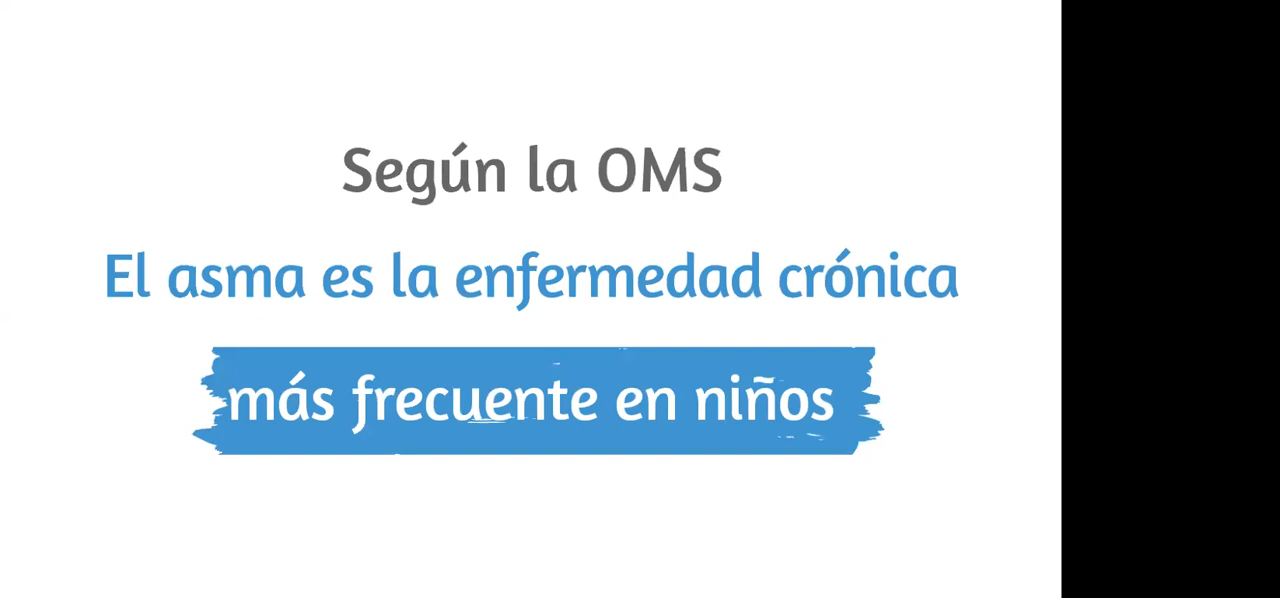 Según la OMS
El asma es la enfermedad crónica
más frecuente en niños